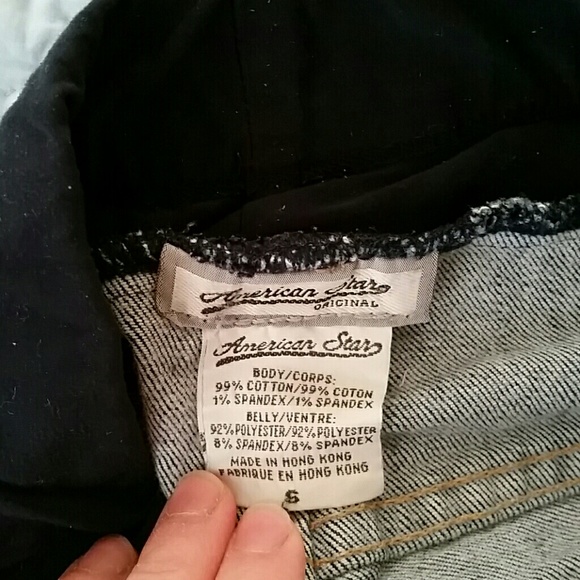 American Star
ORIGINAL
American Star
BODY/CORPS:
99% COTTON/99% COTON
1% SPANDEX/1% SPANDEX
BELLY/VENTRE:
92%POLYESTER/92%POLYESTER
8% SPANDEX/8% SPANDEX
MADE IN HONG KONG
FABRIQUE EN HONG KONG
S